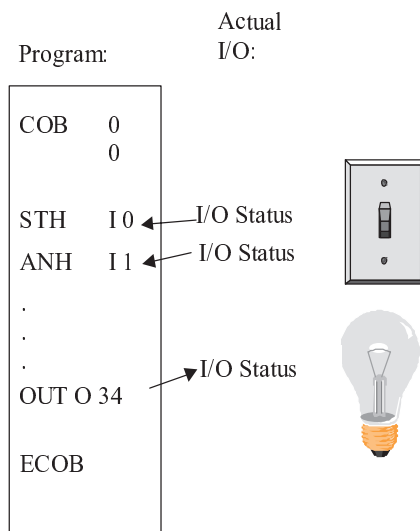 Actual
Program: I/O:
COB 0
0
STH I 0 I/O Status
ANH I 1 I/O Status
.
.
.
I/O Status
OUT O 34
ECOB